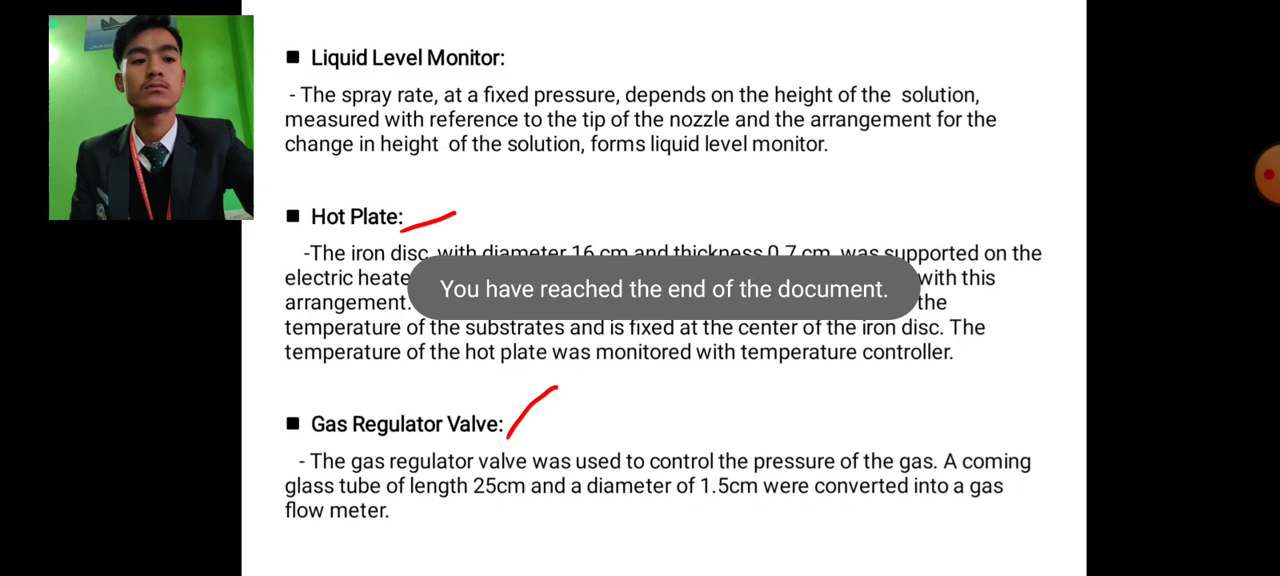 Liquid Level Monitor:
- The spray rate, at a fixed pressure, depends on the height of the solution,
measured with reference to the tip of the nozzle and the arrangement for the
change in height of the solution, forms liquid level monitor.
Hot Plate:
-The iron disc, with diameter 16 cm and thickness 0.7 cm, was supported on the
electric heate
with this
You have reached the end of the document.
arrangement.
the
temperature of the substrates and is fixed at the center of the iron disc. The
temperature of the hot plate was monitored with temperature controller.
Gas Regulator Valve:
- The gas regulator valve was used to control the pressure of the gas. A coming
glass tube of length 25cm and a diameter of 1.5cm were converted into a gas
flow meter.